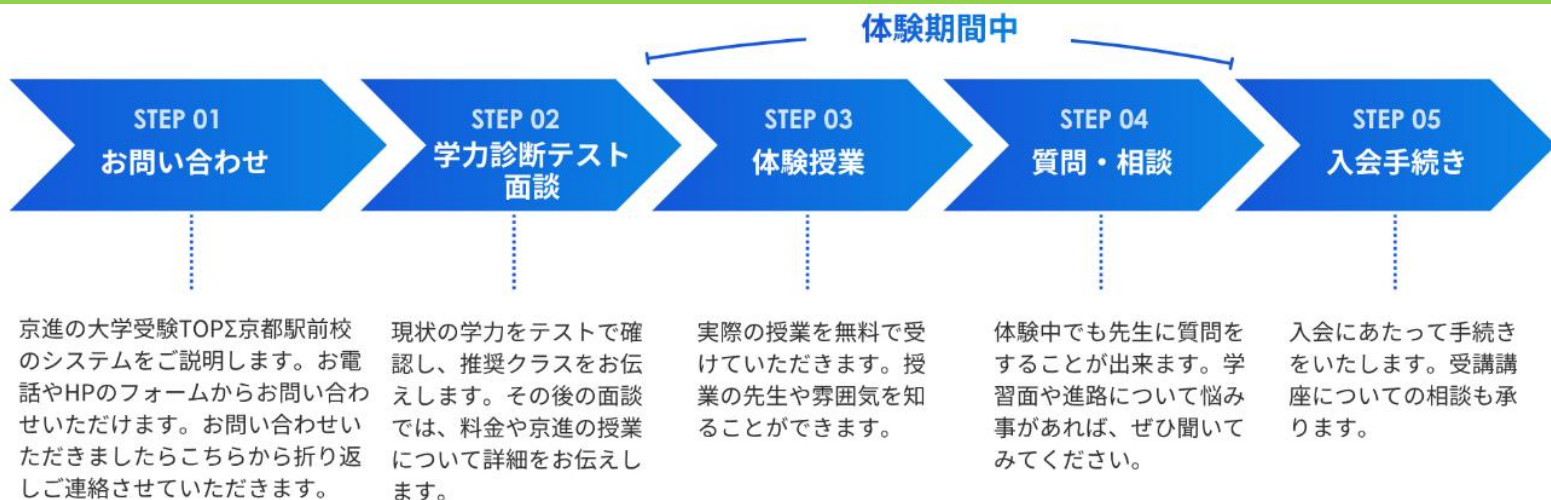 体験期間中
STEP 01
お問い合わせ
STEP 02
学力診断テスト
面談
STEP 03
体験授業
STEP 04
質問・相談
STEP 05
入会手続き
京進の大学受験TOPΣ京都駅前校
のシステムをご説明します。お電
話やHPのフォームからお問い合わ
せいただけます。お問い合わせい
ただきましたらこちらから折り返
しご連絡させていただきます。
現状の学力をテストで確
認し、推奨クラスをお伝
えします。その後の面談
では、料金や京進の授業
について詳細をお伝えし
ます。
実際の授業を無料で受
けていただきます。授
業の先生や雰囲気を知
ることができます。
体験中でも先生に質問を
することが出来ます。学
習面や進路について悩み
事があれば、ぜひ聞いて
みてください。
入会にあたって手続き
をいたします。受講講
座についての相談も承
ります。